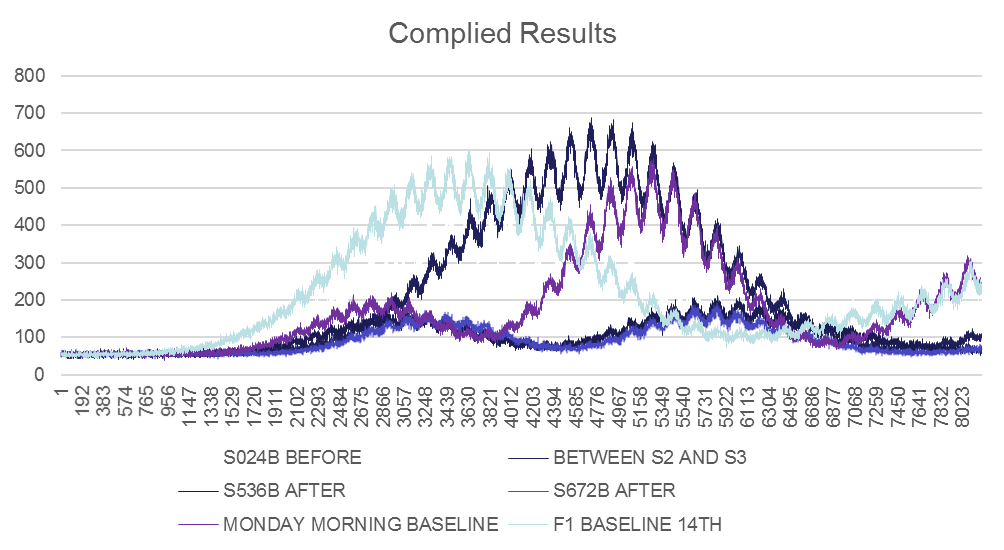 Complied Results
800
700
600
500
400
300
200
100
0
1 192 383 574 765 956 1147 1338 1529 1720 1911 2102 2293 2484 2675 2866 3057 3248 3439 3630 3821 4012 4203 4394 4585 4776 4967 5158 5349 5540 5731 5922 6113 6304 6495 6686 6877 7068 7259 7450 7641 7832 8023
S024B BEFORE BETWEEN S2 AND S3
S536B AFTER S672B AFTER
MONDAY MORNING BASELINE F1 BASELINE 14TH